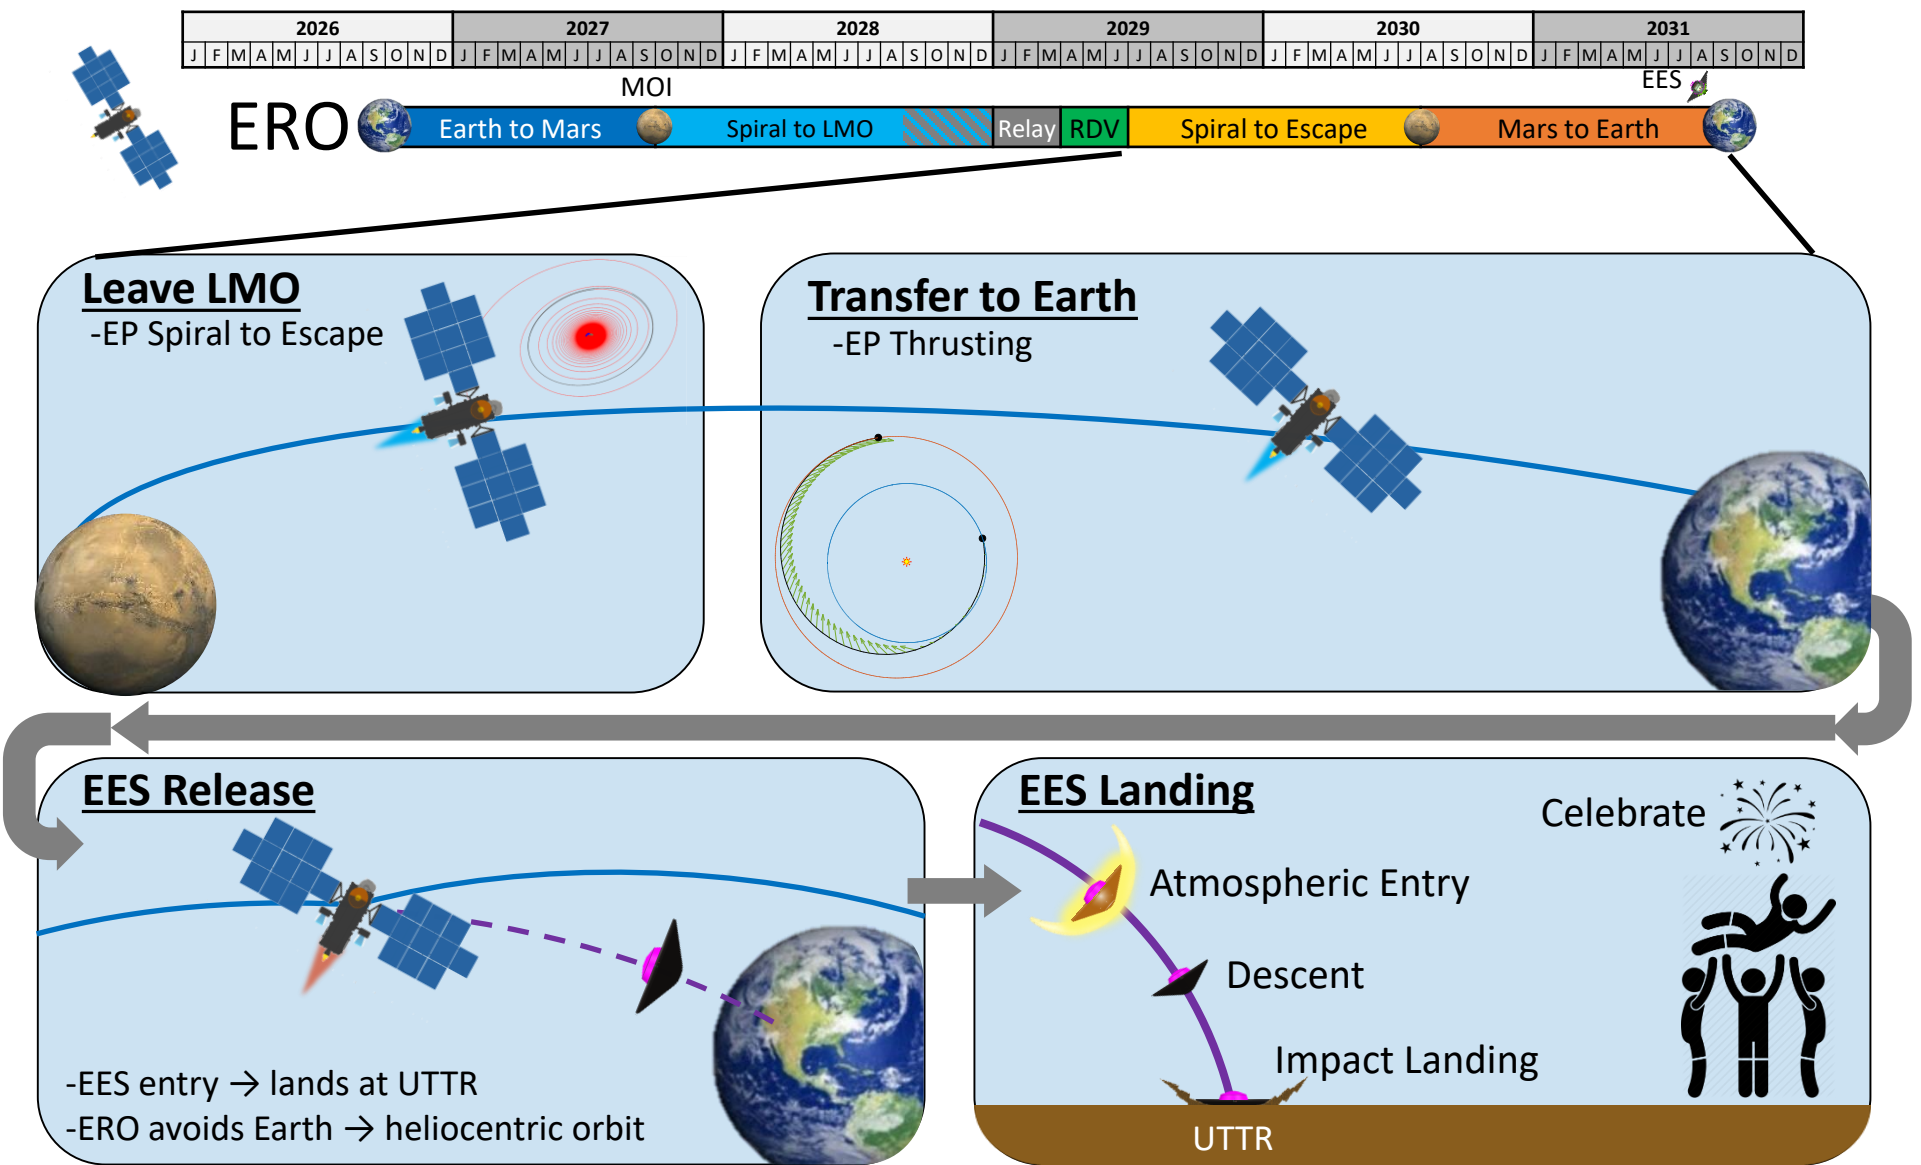 2026 2027 2028 2029 2030 2031
J F M A M J J A S O N D J F M A M J J A S O N D J F M A M J J A S O N D J F M A M J J A S O N D J F M A M J J A S O N D J F M A M J J A S O N D
MOI EES
ERO Earth to Mars Spiral to LMO Relay RDV Spiral to Escape Mars to Earth
Leave LMO
-EP Spiral to Escape
Transfer to Earth
-EP Thrusting
EES Release
-EES entry → lands at UTTR
-ERO avoids Earth → heliocentric orbit
EES Landing
Celebrate
Atmospheric Entry
Descent
Impact Landing
UTTR